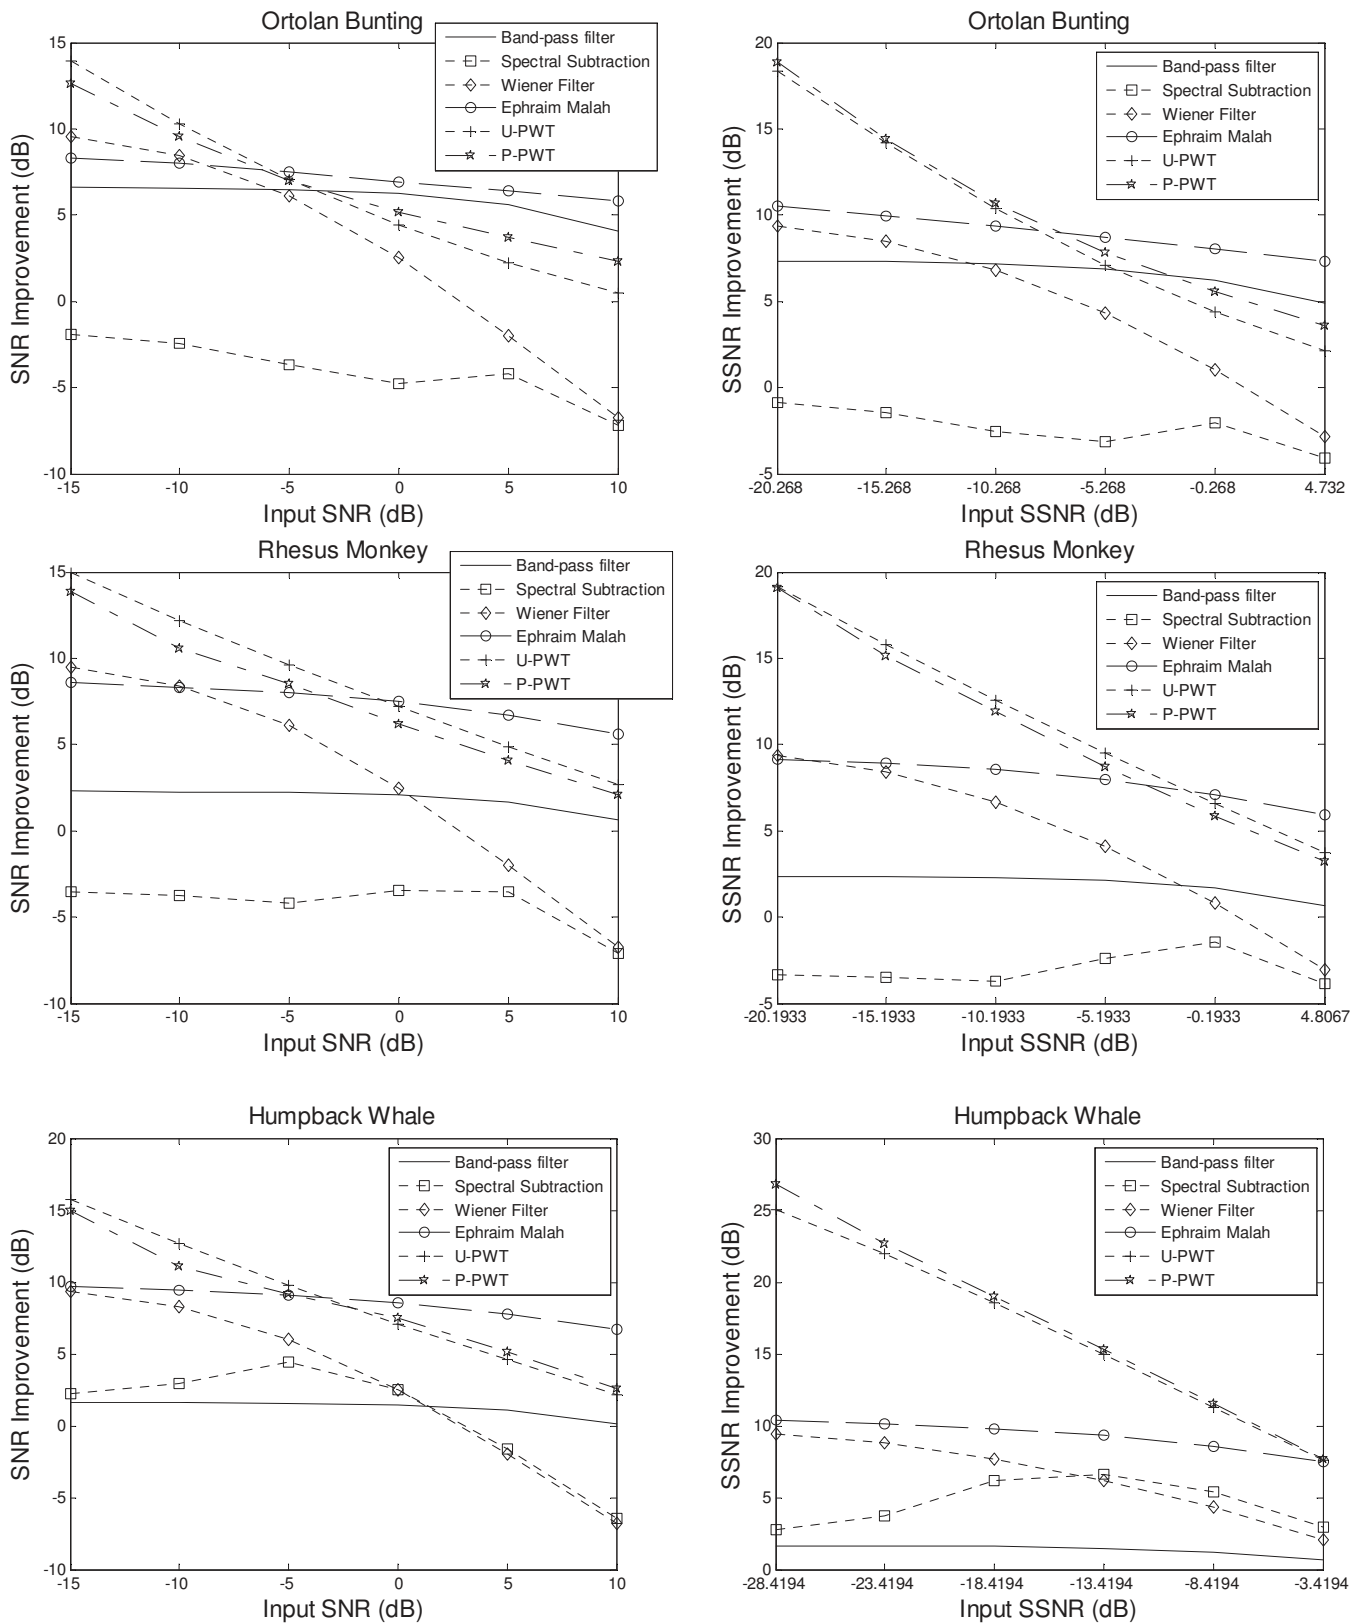 Ortolan Bunting
15
10
5
0
-5
-10
-15
-10
-5
0
5
10
SNR Improvement (dB)
Input SNR (dB)
Band-pass filter
Spectral Subtraction
Wiener Filter
Ephraim Malah
U-PWT
P-PWT
Ortolan Bunting
20
15
10
5
0
-5
-20.268
-15.268
-10.268
-5.268
-0.268
4.732
SSNR Improvement (dB)
Input SSNR (dB)
Band-pass filter
Spectral Subtraction
Wiener Filter
Ephraim Malah
U-PWT
P-PWT
Rhesus Monkey
15
10
5
0
-5
-10
-15
-10
-5
0
5
10
SNR Improvement (dB)
Input SNR (dB)
Band-pass filter
Spectral Subtraction
Wiener Filter
Ephraim Malah
U-PWT
P-PWT
Rhesus Monkey
20
15
10
5
0
-5
-20.1933
-15.1933
-10.1933
-5.1933
-0.1933
4.8067
SSNR Improvement (dB)
Input SSNR (dB)
Band-pass filter
Spectral Subtraction
Wiener Filter
Ephraim Malah
U-PWT
P-PWT
Humpback Whale
20
15
10
5
0
-5
-10
-15
-10
-5
0
5
10
SNR Improvement (dB)
Input SNR (dB)
Band-pass filter
Spectral Subtraction
Wiener Filter
Ephraim Malah
U-PWT
P-PWT
Humpback Whale
30
25
20
15
10
5
0
-28.4194
-23.4194
-18.4194
-13.4194
-8.4194
-3.4194
SSNR Improvement (dB)
Input SSNR (dB)
Band-pass filter
Spectral Subtraction
Wiener Filter
Ephraim Malah
U-PWT
P-PWT